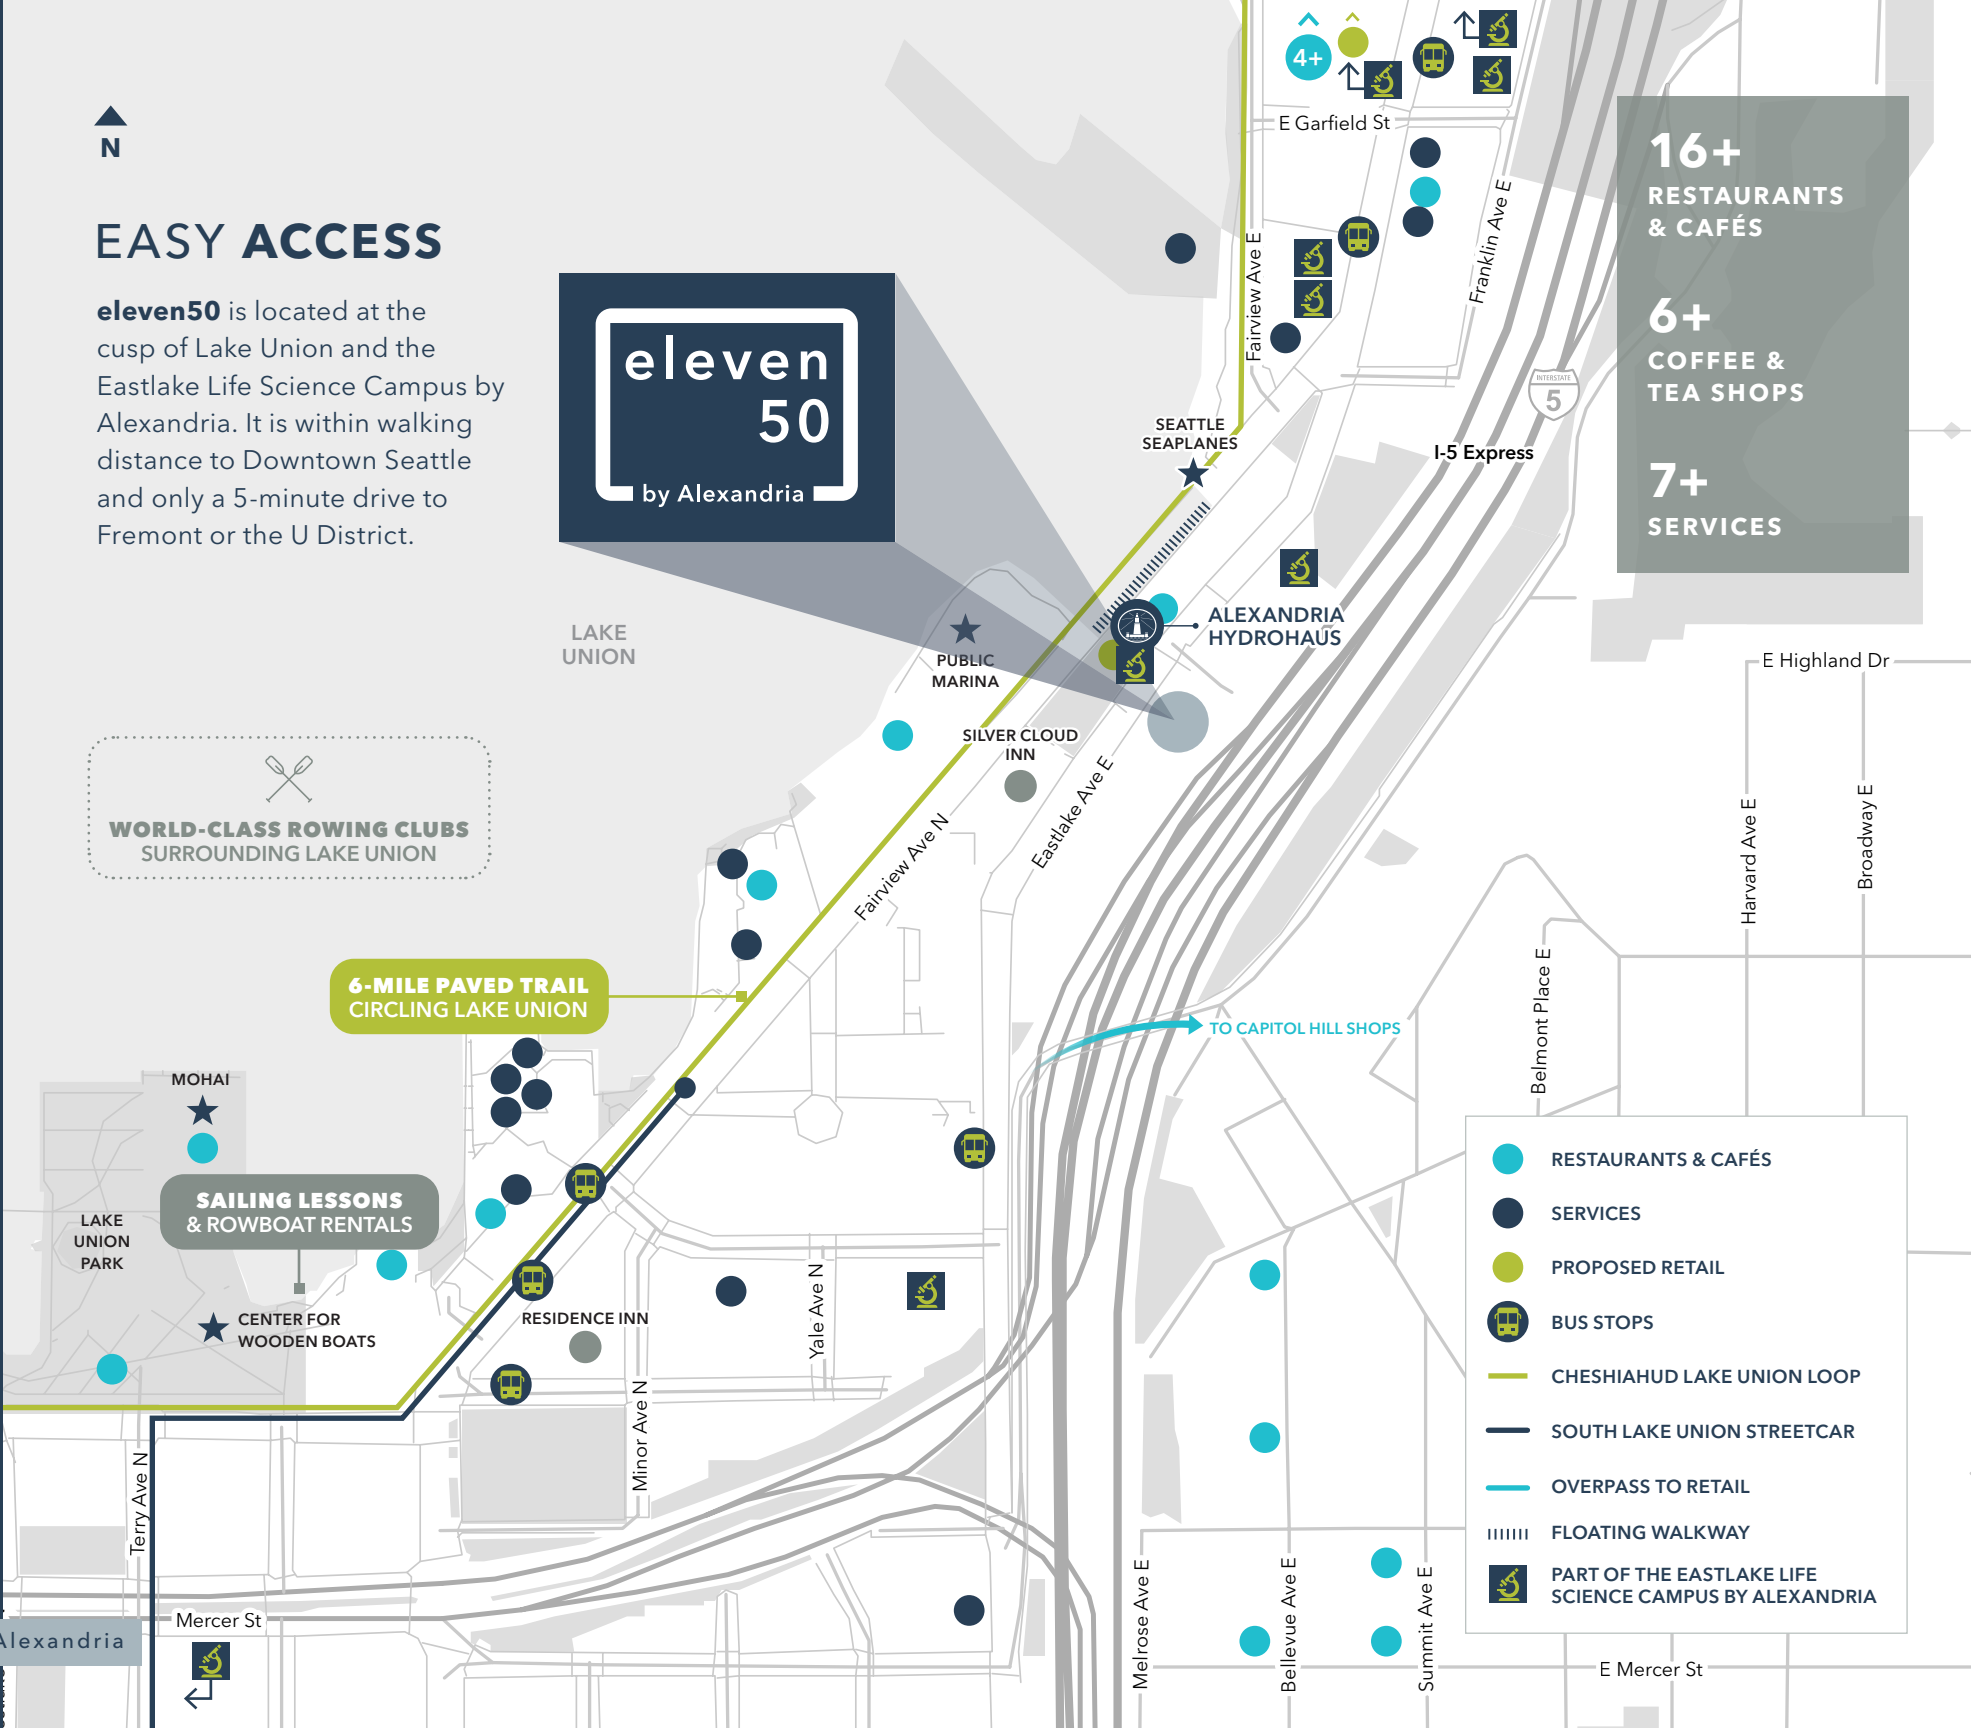 N
EASY ACCESS
eleven50 is located at the
cusp of Lake Union and the
Eastlake Life Science Campus by
Alexandria. It is within walking
distance to Downtown Seattle
and only a 5-minute drive to
Fremont or the U District.
eleven
50
by Alexandria
4+
E Garfield St
Fairview Ave E
Franklin Ave E
16+
RESTAURANTS
& CAFÉS
6+
COFFEE &
TEA SHOPS
7+
SERVICES
INTERSTATE
5
I-5 Express
SEATTLE
SEAPLANES
ALEXANDRIA
HYDROHAUS
LAKE
UNION
PUBLIC
MARINA
SILVER CLOUD
INN
E Highland Dr
Eastlake Ave E
Fairview Ave N
Harvard Ave E
Broadway E
WORLD-CLASS ROWING CLUBS
SURROUNDING LAKE UNION
6-MILE PAVED TRAIL
CIRCLING LAKE UNION
TO CAPITOL HILL SHOPS
Belmont Place E
MOHAI
SAILING LESSONS
& ROWBOAT RENTALS
LAKE
UNION
PARK
CENTER FOR
WOODEN BOATS
RESIDENCE INN
Yale Ave N
Minor Ave N
Terry Ave N
Mercer St
Alexandria
Melrose Ave E
Bellevue Ave E
Summit Ave E
E Mercer St
RESTAURANTS & CAFÉS
SERVICES
PROPOSED RETAIL
BUS STOPS
CHESHIAHUD LAKE UNION LOOP
SOUTH LAKE UNION STREETCAR
OVERPASS TO RETAIL
FLOATING WALKWAY
PART OF THE EASTLAKE LIFE
SCIENCE CAMPUS BY ALEXANDRIA